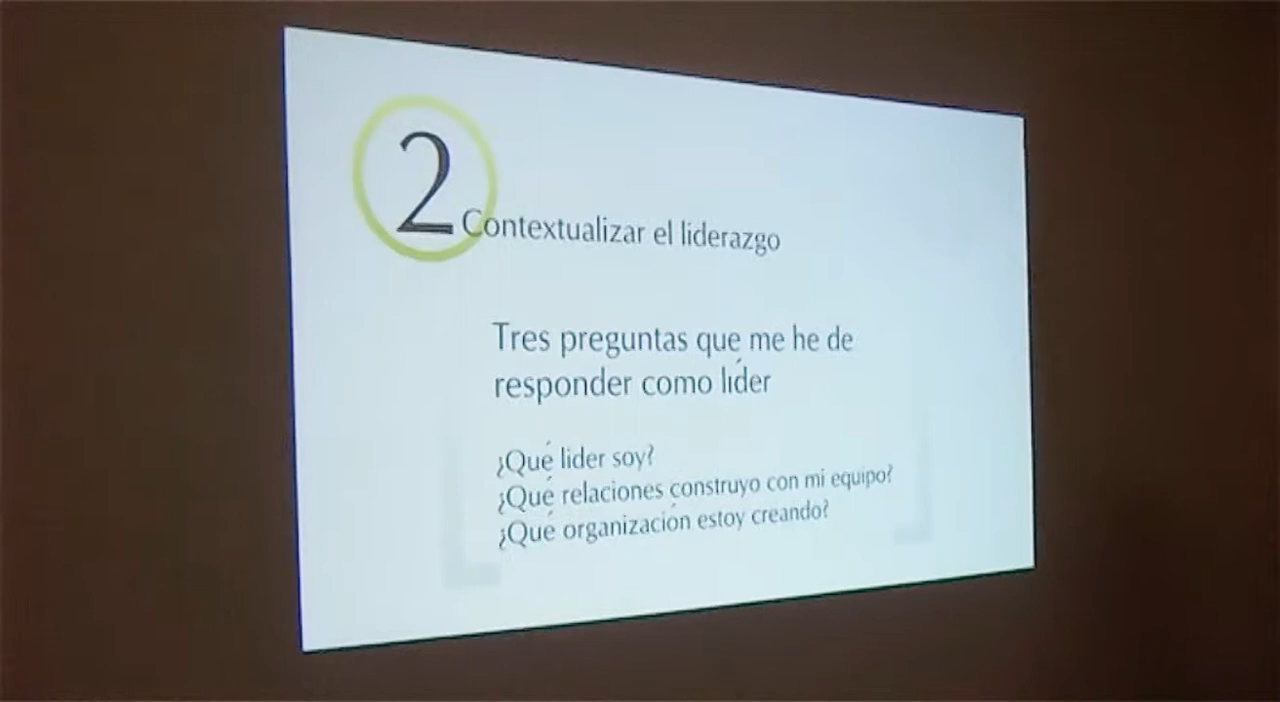 2 Contextualizar el liderazgo
Tres preguntas que me he de
responder como líder
¿Qué lider soy?
¿Qué relaciones construyo con mi equipo?
¿Qué organización estoy creando?